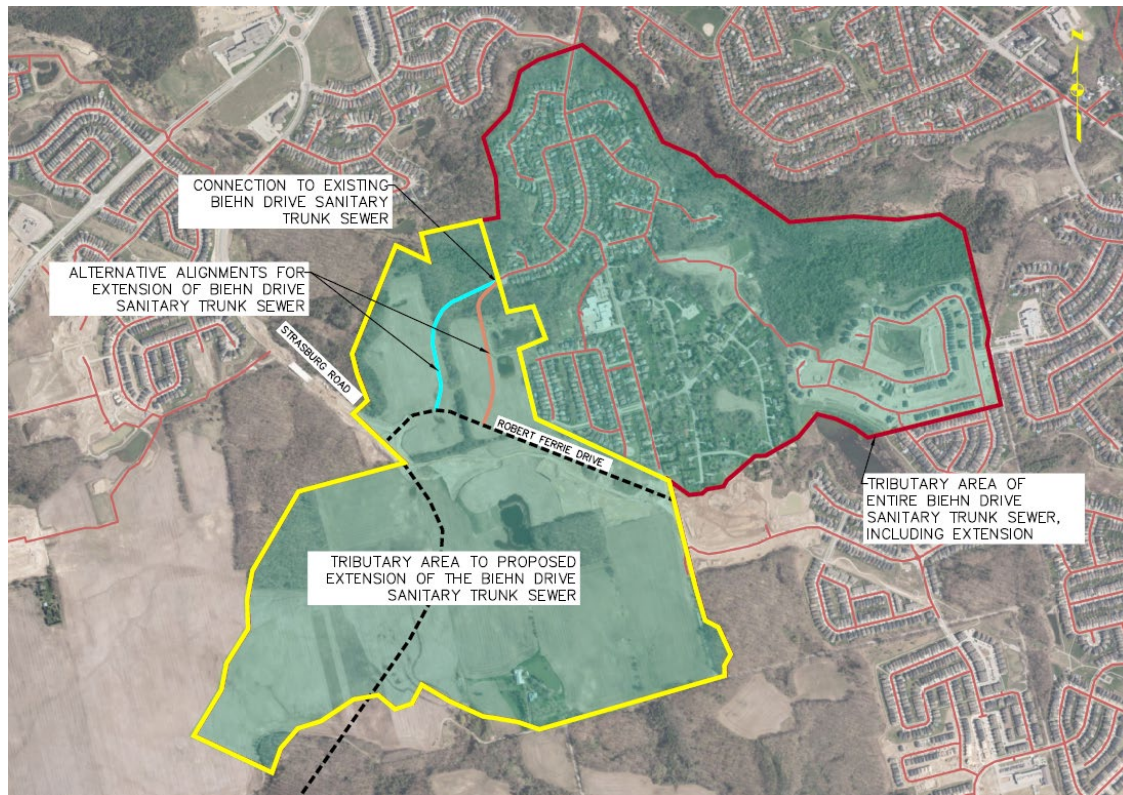 CONNECTION TO EXISTING
BIEHN DRIVE SANITARY
TRUNK SEWER
ALTERNATIVE ALIGNMENTS FOR
EXTENSION OF BIEHN DRIVE
SANITARY TRUNK SEWER
STRASBURG ROAD
ROBERT FERRIE DRIVE
TRIBUTARY AREA OF
ENTIRE BIEHN DRIVE
SANITARY TRUNK SEWER,
INCLUDING EXTENSION
TRIBUTARY AREA TO PROPOSED
EXTENSION OF THE BIEHN DRIVE
SANITARY TRUNK SEWER